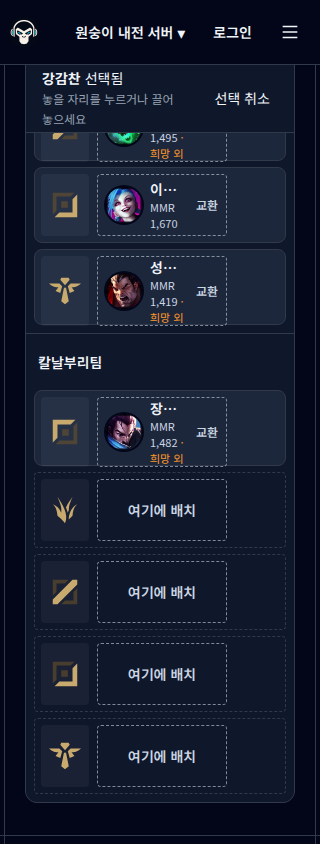 원숭이 내전 서버 ▾
로그인
강감찬 선택됨
놓을 자리를 누르거나 끌어
놓으세요
선택 취소
1,495 ·
희망 외
이…
MMR
1,670
교환
성…
MMR
1,419 ·
희망 외
교환
칼날부리팀
장…
MMR
1,482 ·
희망 외
교환
여기에 배치
여기에 배치
여기에 배치
여기에 배치